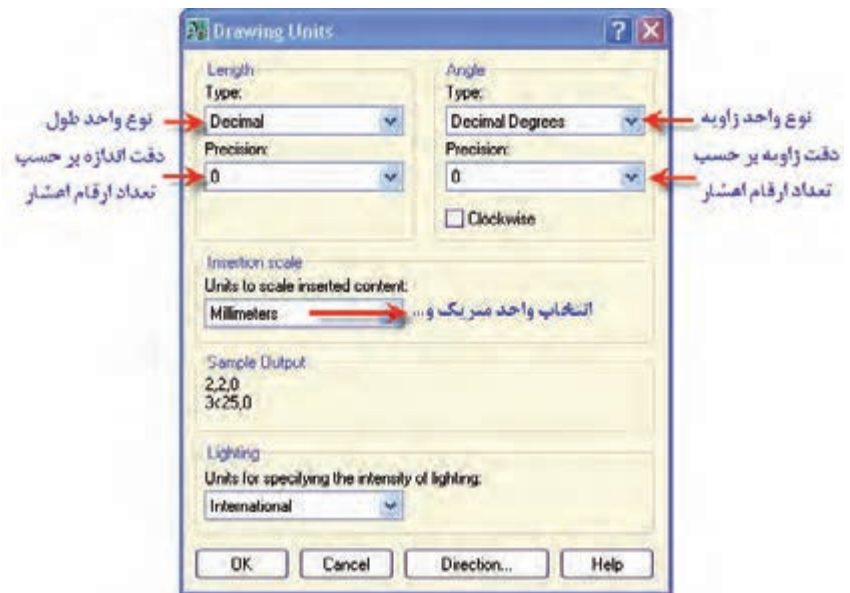 Drawing Units
Length
Type:
Decimal
Precision:
0
Angle
Type:
Decimal Degrees
Precision:
0
Clockwise
نوع واحد طول
دقت اندازه بر حسب
تعداد ارقام اعشار
نوع واحد زاویه
دقت زاویه بر حسب
تعداد ارقام اعشار
Insertion scale
Units to scale inserted content:
Millimeters
انتخاب واحد متریک و...
Sample Output
2,2,0
3<25,0
Lighting
Units for specifying the intensity of lighting:
International
OK
Cancel
Direction...
Help